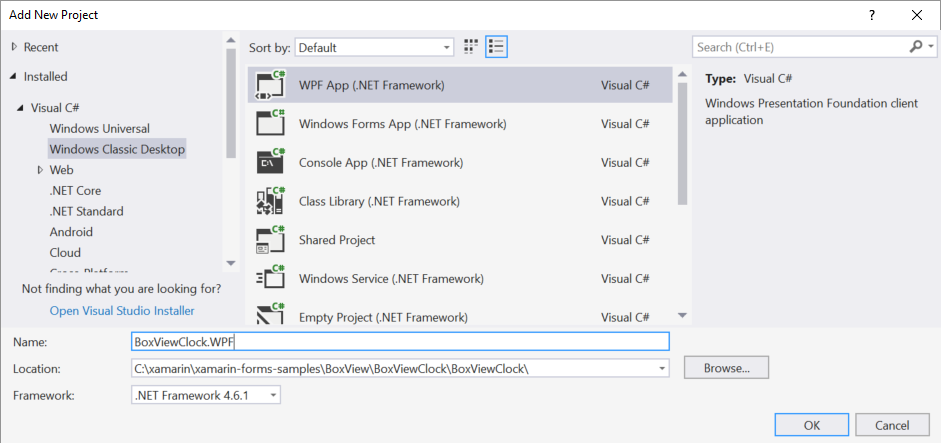 Add New Project
?
Recent
Installed
Visual C#
Windows Universal
Windows Classic Desktop
Web
.NET Core
.NET Standard
Android
Cloud
Cross-Platform
Not finding what you are looking for?
Open Visual Studio Installer
Sort by: Default
C# WPF App (.NET Framework) Visual C#
C# Windows Forms App (.NET Framework) Visual C#
C# Console App (.NET Framework) Visual C#
C# Class Library (.NET Framework) Visual C#
C# Shared Project Visual C#
C# Windows Service (.NET Framework) Visual C#
C# Empty Project (.NET Framework) Visual C#
Search (Ctrl+E)
Type: Visual C#
Windows Presentation Foundation client
application
Name: BoxViewClock.WPF
Location: C:\xamarin\xamarin-forms-samples\BoxView\BoxViewClock\BoxViewClock\ Browse...
Framework: .NET Framework 4.6.1
OK Cancel